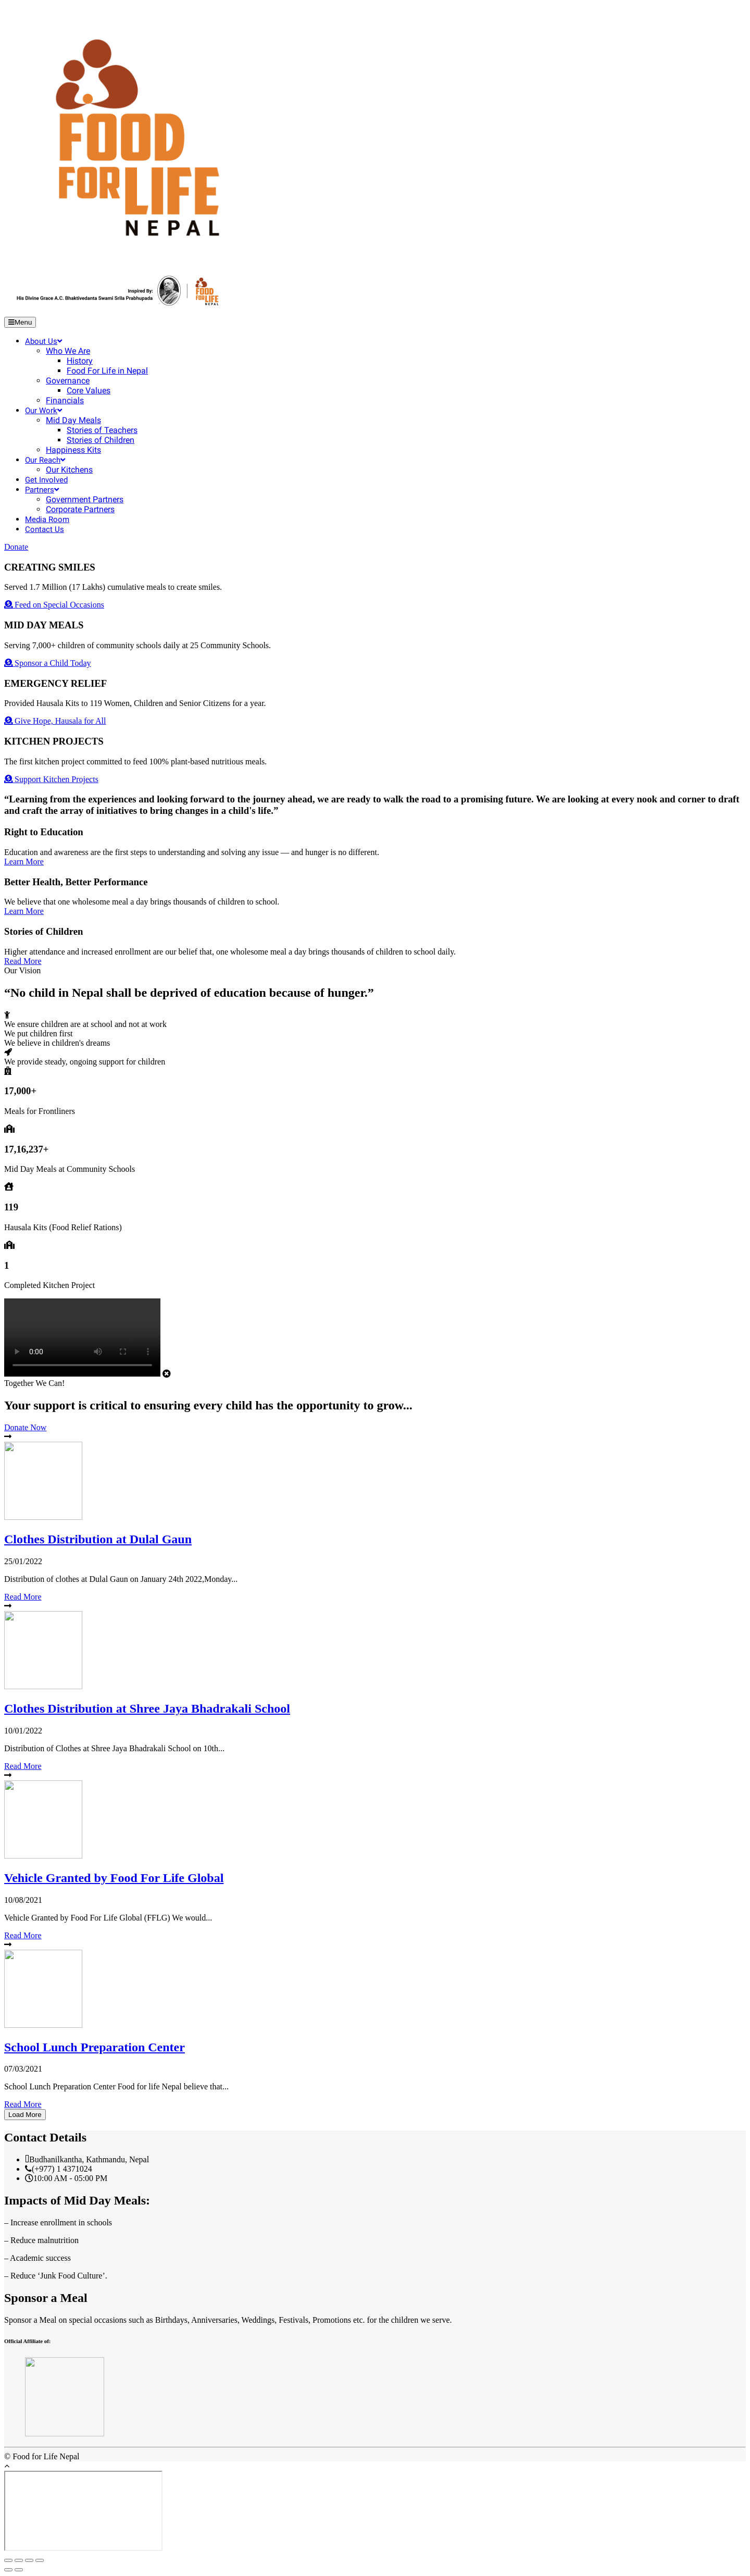 FOOD
FOR LIFE
NEPAL
Inspired By:
His Divine Grace A.C. Bhaktivedanta Swami Srila Prabhupada
FOOD
FOR LIFE
NEPAL
Menu
About Us
Who We Are
History
Food For Life in Nepal
Governance
Core Values
Financials
Our Work
Mid Day Meals
Stories of Teachers
Stories of Children
Happiness Kits
Our Reach
Our Kitchens
Get Involved
Partners
Government Partners
Corporate Partners
Media Room
Contact Us
Donate
CREATING SMILES
Served 1.7 Million (17 Lakhs) cumulative meals to create smiles.
Feed on Special Occasions
MID DAY MEALS
Serving 7,000+ children of community schools daily at 25 Community Schools.
Sponsor a Child Today
EMERGENCY RELIEF
Provided Hausala Kits to 119 Women, Children and Senior Citizens for a year.
Give Hope, Hausala for All
KITCHEN PROJECTS
The first kitchen project committed to feed 100% plant-based nutritious meals.
Support Kitchen Projects
“Learning from the experiences and looking forward to the journey ahead, we are ready to walk the road to a promising future. We are looking at every nook and corner to draft
and craft the array of initiatives to bring changes in a child's life.”
Right to Education
Education and awareness are the first steps to understanding and solving any issue — and hunger is no different.
Learn More
Better Health, Better Performance
We believe that one wholesome meal a day brings thousands of children to school.
Learn More
Stories of Children
Higher attendance and increased enrollment are our belief that, one wholesome meal a day brings thousands of children to school daily.
Read More
Our Vision
“No child in Nepal shall be deprived of education because of hunger.”
We ensure children are at school and not at work
We put children first
We believe in children's dreams
We provide steady, ongoing support for children
17,000+
Meals for Frontliners
17,16,237+
Mid Day Meals at Community Schools
119
Hausala Kits (Food Relief Rations)
1
Completed Kitchen Project
0:00
Together We Can!
Your support is critical to ensuring every child has the opportunity to grow...
Donate Now
Clothes Distribution at Dulal Gaun
25/01/2022
Distribution of clothes at Dulal Gaun on January 24th 2022,Monday...
Read More
Clothes Distribution at Shree Jaya Bhadrakali School
10/01/2022
Distribution of Clothes at Shree Jaya Bhadrakali School on 10th...
Read More
Vehicle Granted by Food For Life Global
10/08/2021
Vehicle Granted by Food For Life Global (FFLG) We would...
Read More
School Lunch Preparation Center
07/03/2021
School Lunch Preparation Center Food for life Nepal believe that...
Read More
Load More
Contact Details
Budhanilkantha, Kathmandu, Nepal
(+977) 1 4371024
10:00 AM - 05:00 PM
Impacts of Mid Day Meals:
– Increase enrollment in schools
– Reduce malnutrition
– Academic success
– Reduce ‘Junk Food Culture’.
Sponsor a Meal
Sponsor a Meal on special occasions such as Birthdays, Anniversaries, Weddings, Festivals, Promotions etc. for the children we serve.
Official Affiliate of:
© Food for Life Nepal